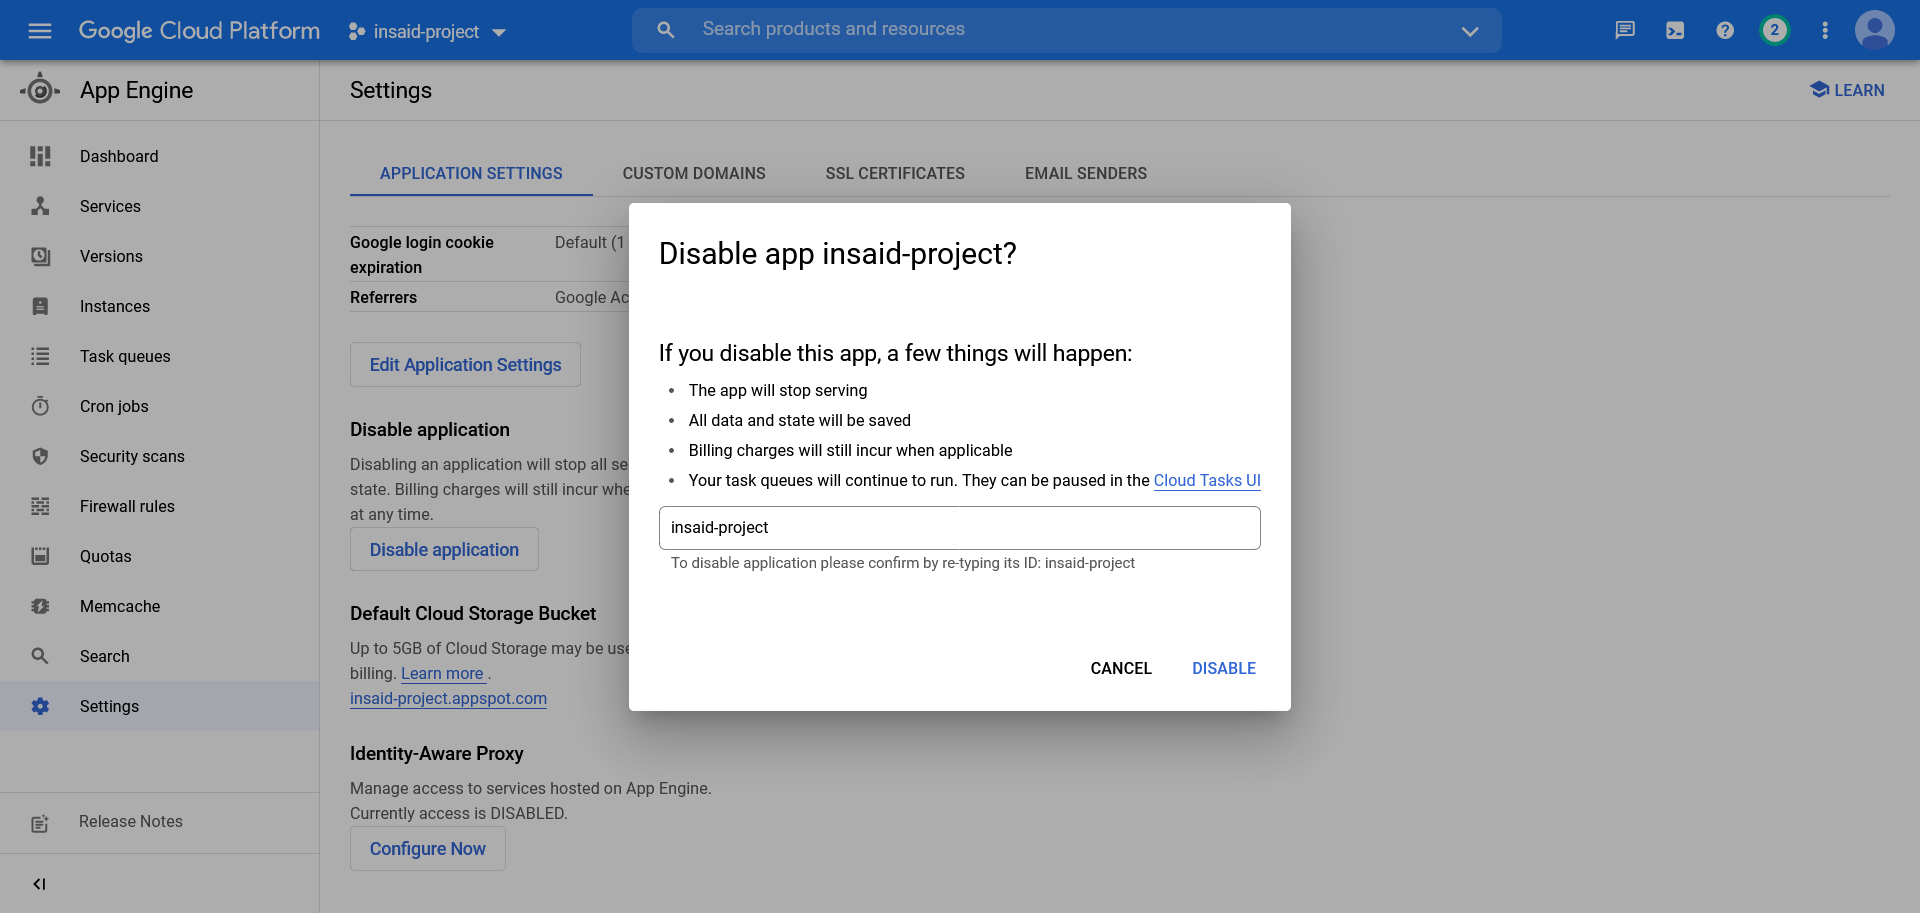 Google Cloud Platform
insaid-project
Search products and resources
2
App Engine
Settings
LEARN
Dashboard
Services
Versions
Instances
Task queues
Cron jobs
Security scans
Firewall rules
Quotas
Memcache
Search
Settings
Release Notes
APPLICATION SETTINGS
CUSTOM DOMAINS
SSL CERTIFICATES
EMAIL SENDERS
Google login cookie
expiration
Default (1
Referrers
Google Ac
Edit Application Settings
Disable application
Disabling an application will stop all se
state. Billing charges will still incur whe
at any time.
Disable application
Default Cloud Storage Bucket
Up to 5GB of Cloud Storage may be use
billing. Learn more .
insaid-project.appspot.com
Identity-Aware Proxy
Manage access to services hosted on App Engine.
Currently access is DISABLED.
Configure Now
Disable app insaid-project?
If you disable this app, a few things will happen:
• The app will stop serving
• All data and state will be saved
• Billing charges will still incur when applicable
• Your task queues will continue to run. They can be paused in the Cloud Tasks UI
insaid-project
To disable application please confirm by re-typing its ID: insaid-project
CANCEL
DISABLE